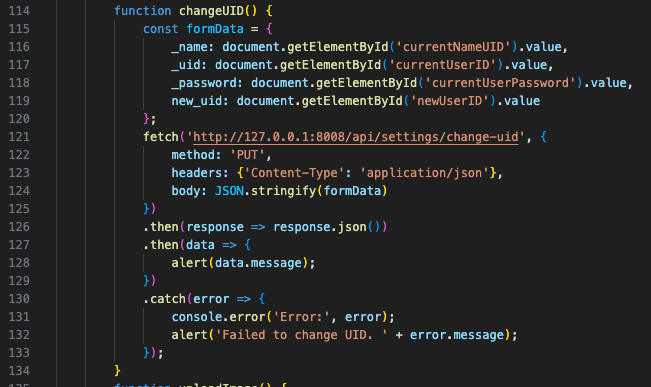 114 function changeUID() {
115 const formData = {
116 _name: document.getElementById('currentNameUID').value,
117 _uid: document.getElementById('currentUserID').value,
118 _password: document.getElementById('currentUserPassword').value,
119 new_uid: document.getElementById('newUserID').value
120 };
121 fetch('http://127.0.0.1:8008/api/settings/change-uid', {
122 method: 'PUT',
123 headers: {'Content-Type': 'application/json'},
124 body: JSON.stringify(formData)
125 })
126 .then(response => response.json())
127 .then(data => {
128 alert(data.message);
129 })
130 .catch(error => {
131 console.error('Error:', error);
132 alert('Failed to change UID. ' + error.message);
133 });
134 }
135 function uploadImage() {